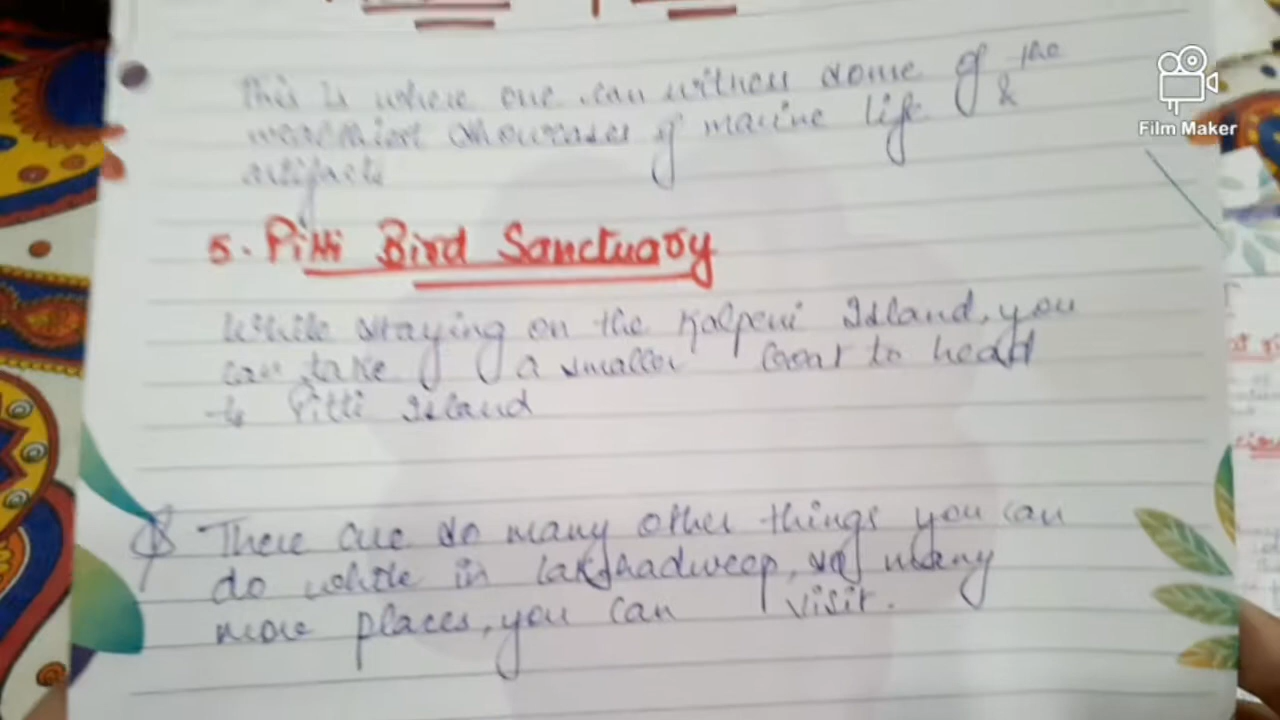 Film Maker
This is where one can witness some of the
showcases of marine life &
artifacts
5. Pitti Bird Sanctuary
While staying on the Kalpeni Island, you
can take a smaller boat to head
to Pitti Island
There are so many other things you can
do while in lakshadweep, many
more places, you can visit.